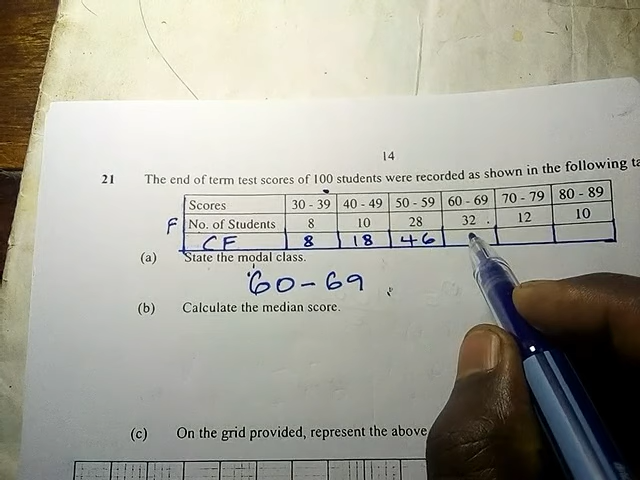 14
21 The end of term test scores of 100 students were recorded as shown in the following ta
Scores 30 - 39 40 - 49 50 - 59 60 - 69 70 - 79 80 - 89
F No. of Students 8 10 28 32 12 10
CF 8 18 46
(a) State the modal class.
60 - 69
(b) Calculate the median score.
(c) On the grid provided, represent the above